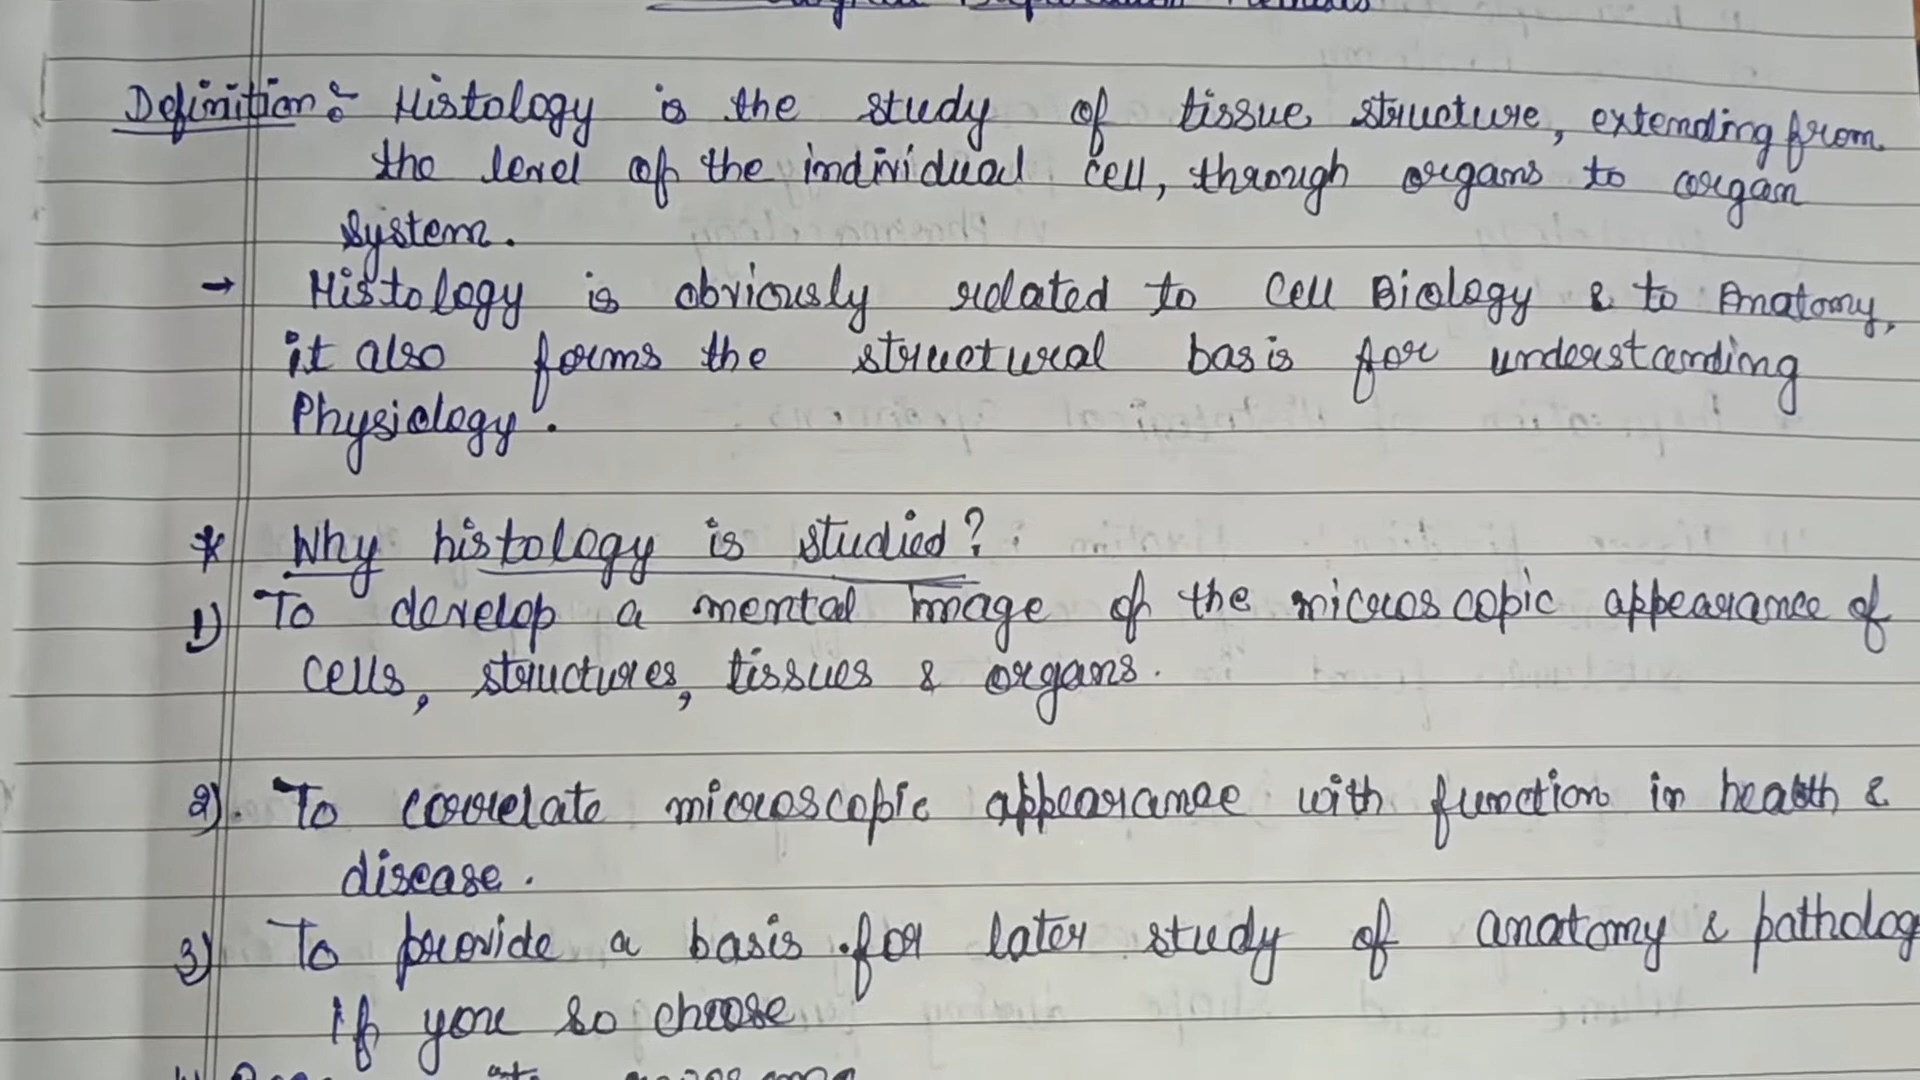 Definition:- Histology is the study of tissue structure, extending from
the level of the individual cell, through organs to organ
system.
→ Histology is obviously related to Cell Biology & to Anatomy,
it also forms the structural basis for understanding
Physiology.
* Why histology is studied?
1) To develop a mental image of the microscopic appearance of
cells, structures, tissues & organs.
2). To correlate microscopic appearance with function in health &
disease.
3) To provide a basis for later study of anatomy & patholog
if you so choose